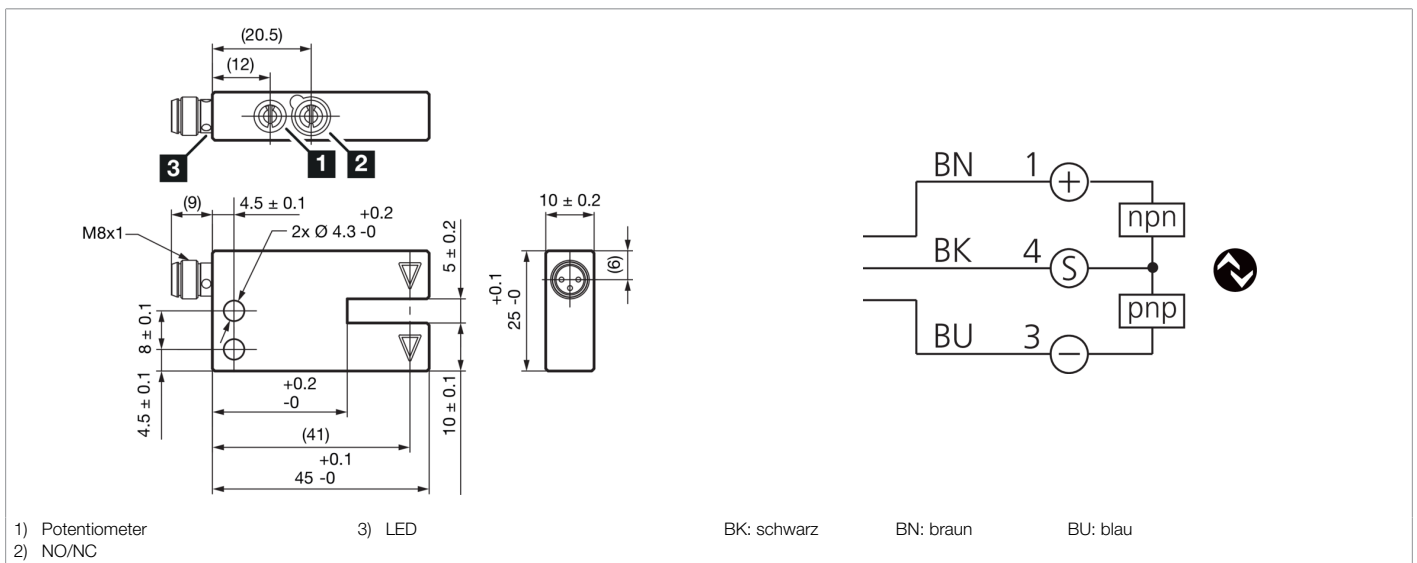 (20.5)
(12)
3
1
2
(9)
4.5 ± 0.1
+0.2
2x Ø 4.3 -0
M8x1
5 ± 0.2
8 ± 0.1
4.5 ± 0.1
+0.2
-0
10 ± 0.1
(41)
+0.1
45 -0
10 ± 0.2
(6)
+0.1
25 -0
BN 1 +
npn
BK 4 S
pnp
BU 3 −
1) Potentiometer 3) LED BK: schwarz BN: braun BU: blau
2) NO/NC